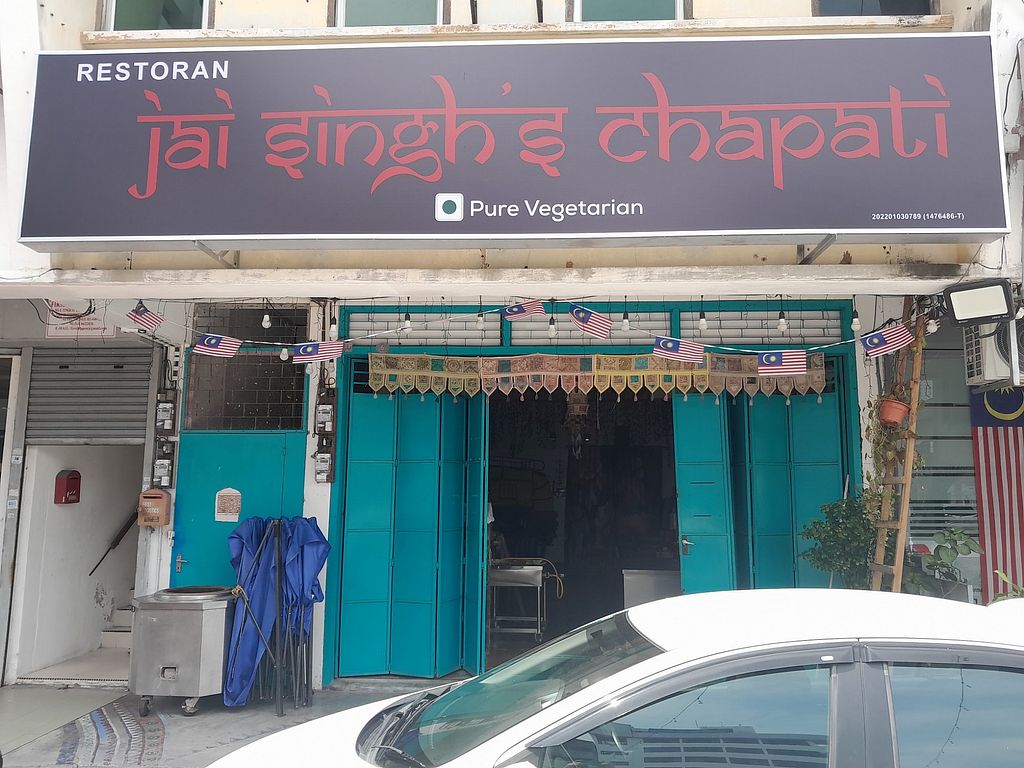 RESTORAN
jai singh's chapati
Pure Vegetarian
202201030789 (1476486-T)